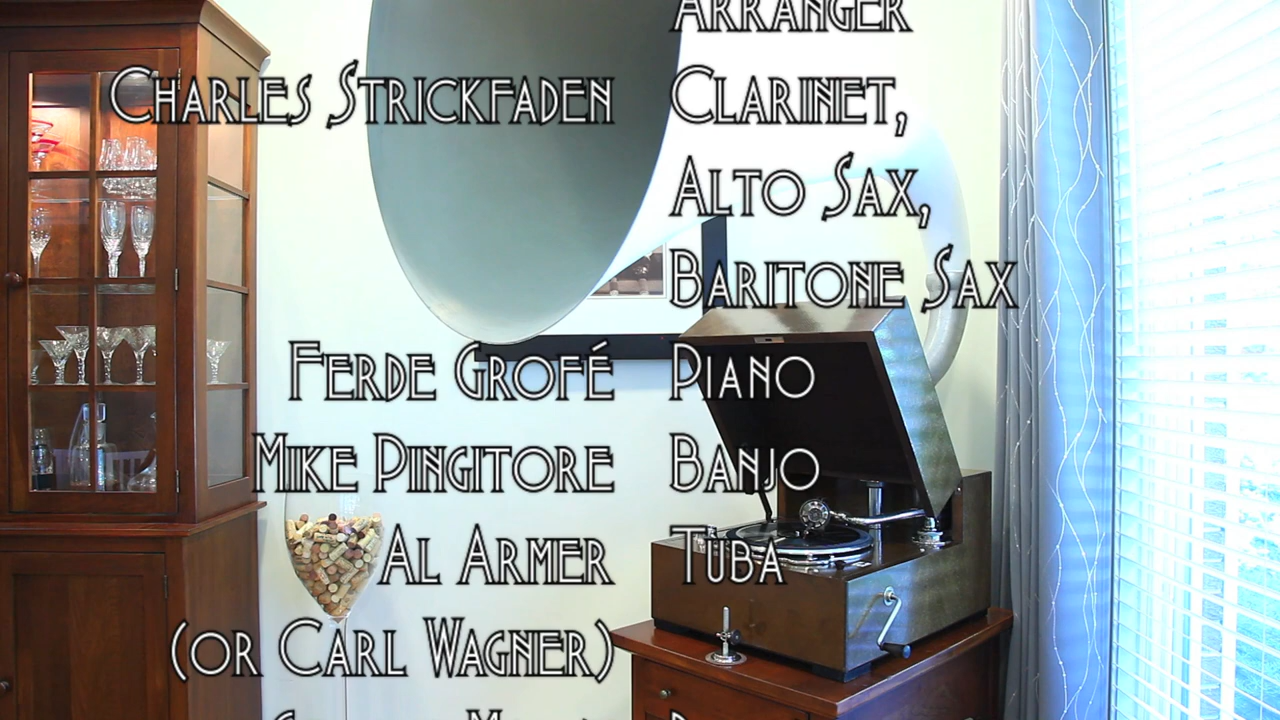 Arranger
Charles Strickfaden Clarinet,
Alto Sax,
Baritone Sax
Ferde Grofé Piano
Mike Pingitore Banjo
Al Armer Tuba
(or Carl Wagner)